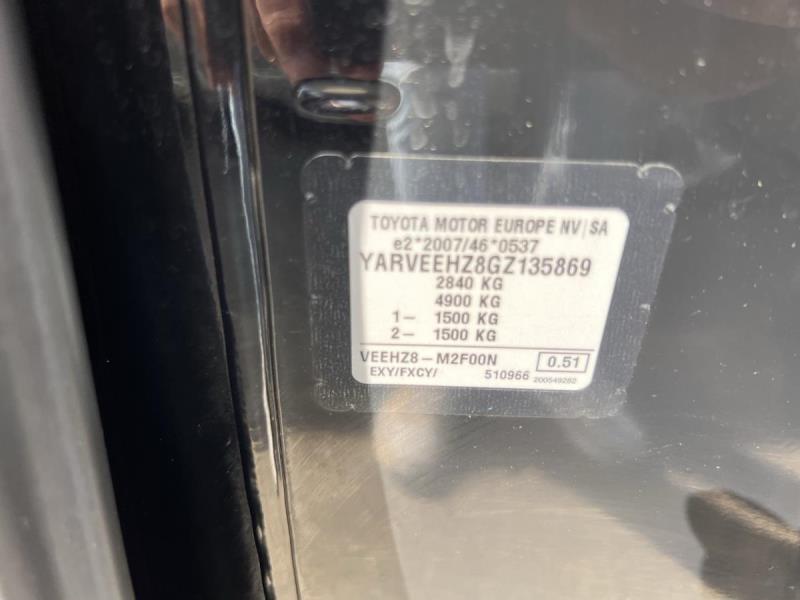 TOYOTA MOTOR EUROPE NV/SA
e2*2007/46*0537
YARVEEHZ8GZ135869
2840 KG
4900 KG
1- 1500 KG
2- 1500 KG
VEEHZ8-M2F00N 0.51
EXY/FXCY/ 510966 200549282